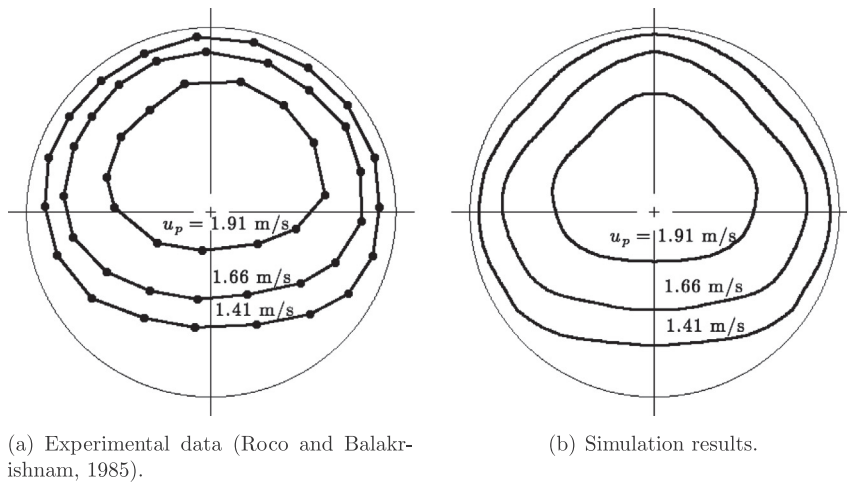 u_p = 1.91 m/s
1.66 m/s
1.41 m/s
u_p = 1.91 m/s
1.66 m/s
1.41 m/s
(a) Experimental data (Roco and Balakr-
ishnam, 1985).
(b) Simulation results.